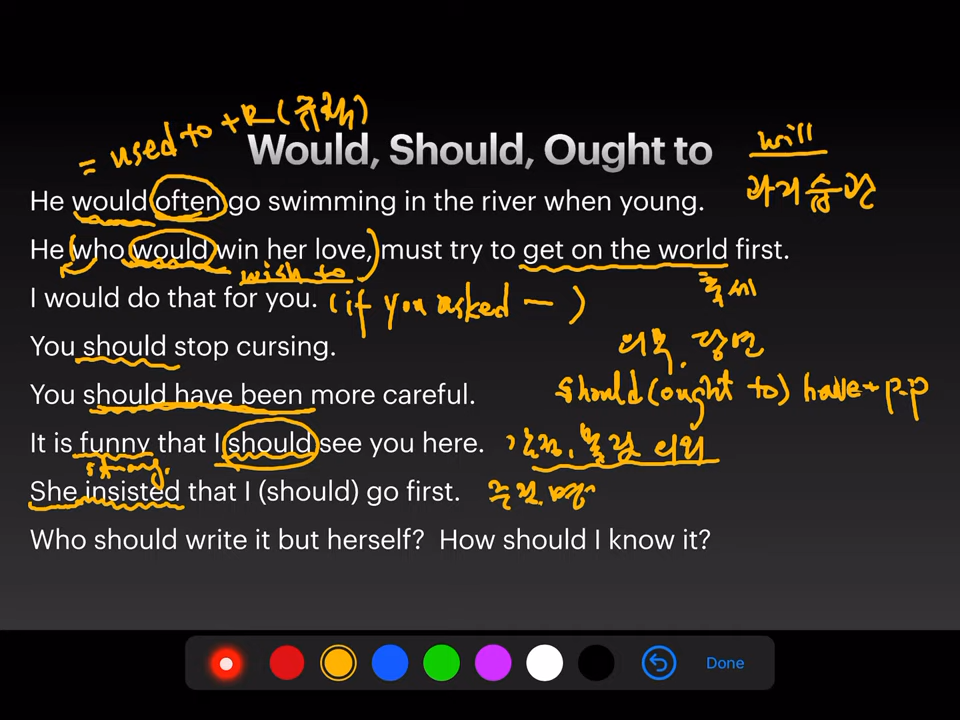 = used to + R (규칙)
Would, Should, Ought to
will
과거습관
He would often go swimming in the river when young.
He who would win her love, must try to get on the world first.
wish to
출세
I would do that for you. (if you asked — )
You should stop cursing.
의무, 당연
You should have been more careful.
should (ought to) have + p.p
It is funny that I should see you here.
감정, 놀람 의외
strong.
She insisted that I (should) go first.
주장
Who should write it but herself? How should I know it?
Done